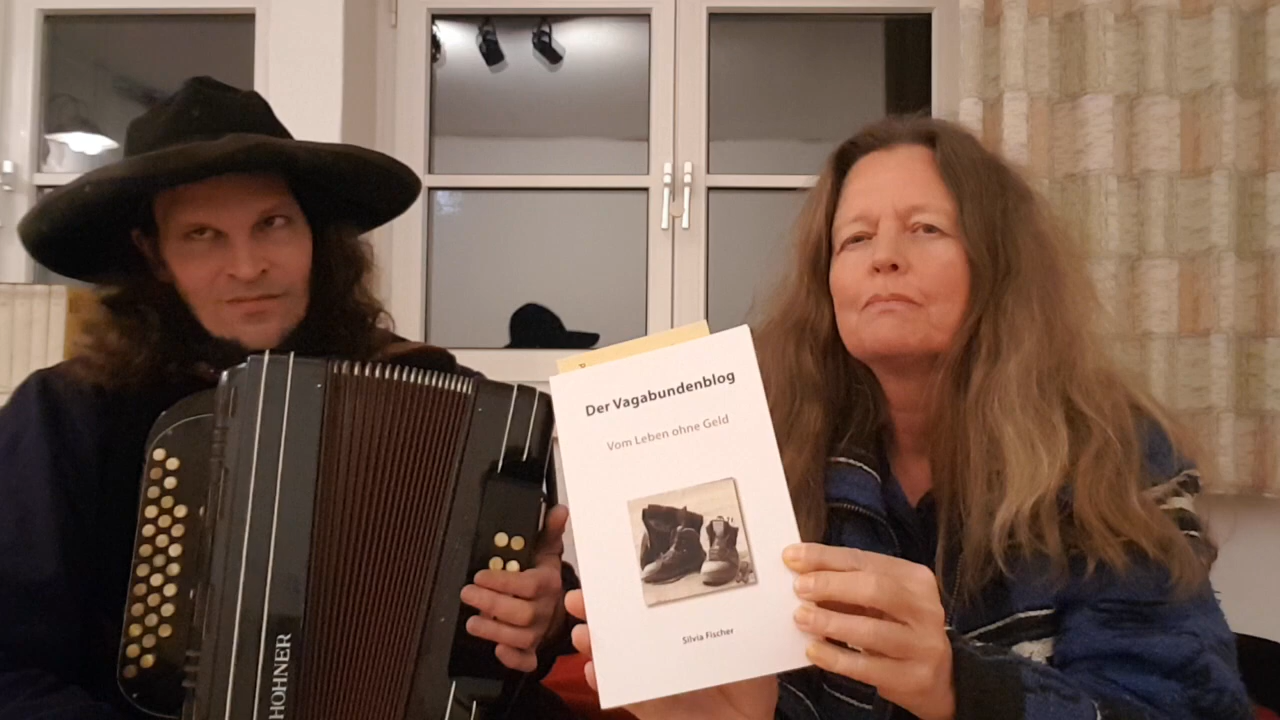 Der Vagabundenblog
Vom Leben ohne Geld
Silvia Fischer
HOHNER